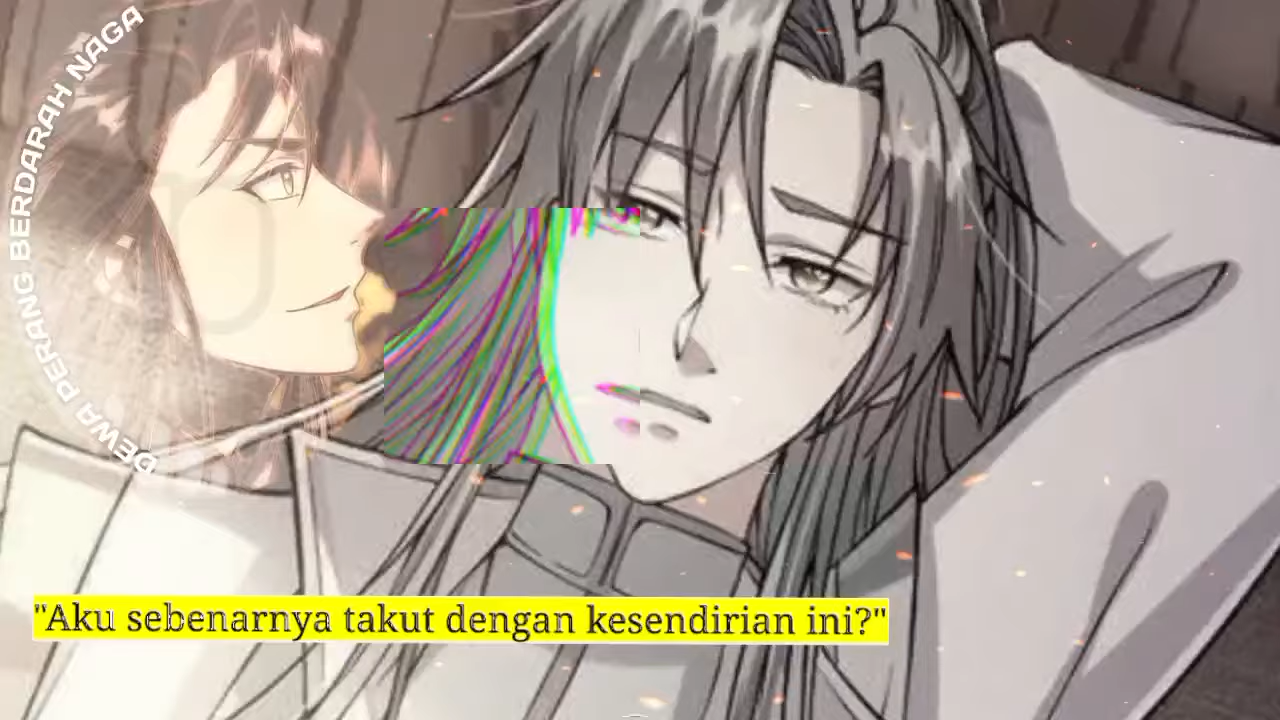 DEWA PERANG BERDARAH NAGA
"Aku sebenarnya takut dengan kesendirian ini?"